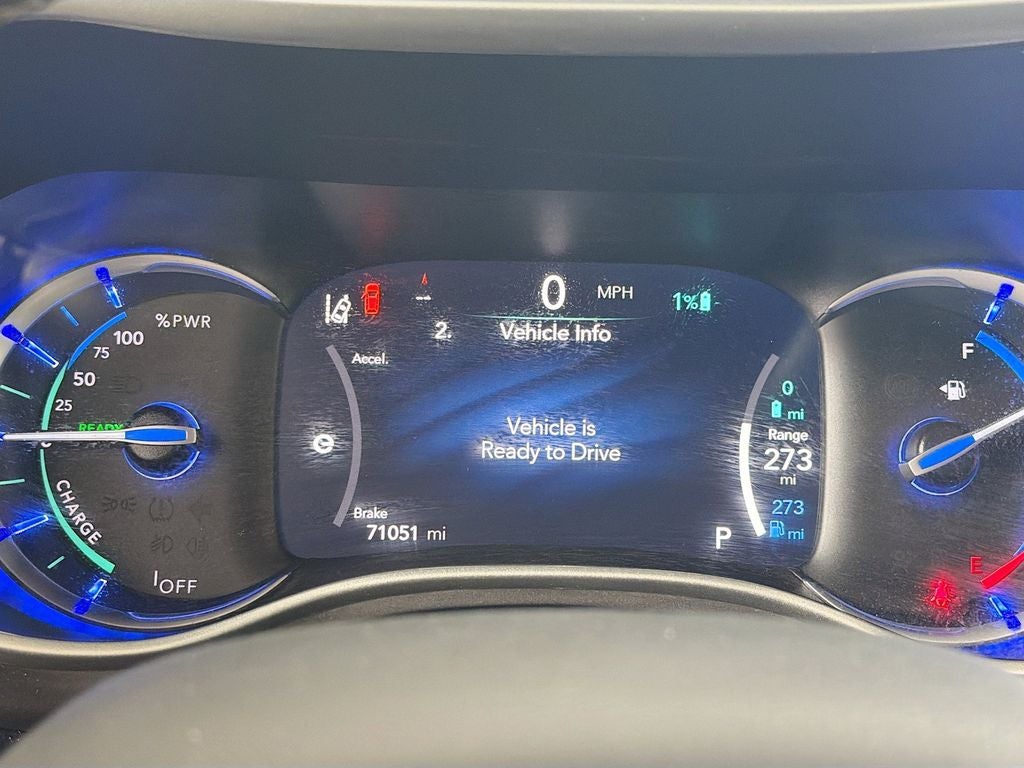 %PWR
100
75
50
25
READY
0
CHARGE
OFF
0 MPH
1%
2.
Vehicle Info
Accel.
Vehicle is
Ready to Drive
Brake
71051 mi
P
0
mi
Range
273
mi
273
mi
F
E